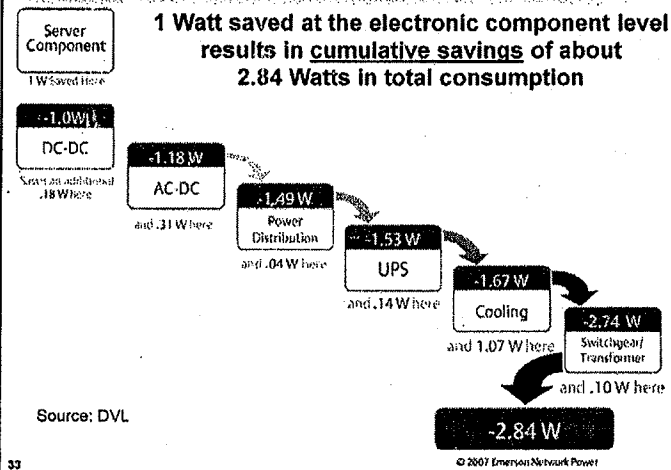 1 Watt saved at the electronic component level
results in cumulative savings of about
2.84 Watts in total consumption
Server
Component
1 W Saved Here
-1.0W
DC-DC
Saves an additional
.18 W here
-1.18 W
AC-DC
and .31 W here
-1.49 W
Power
Distribution
and .04 W here
-1.53 W
UPS
and .14 W here
-1.67 W
Cooling
and 1.07 W here
-2.74 W
Switchgear/
Transformer
and .10 W here
-2.84 W
Source: DVL
33
© 2007 Emerson Network Power